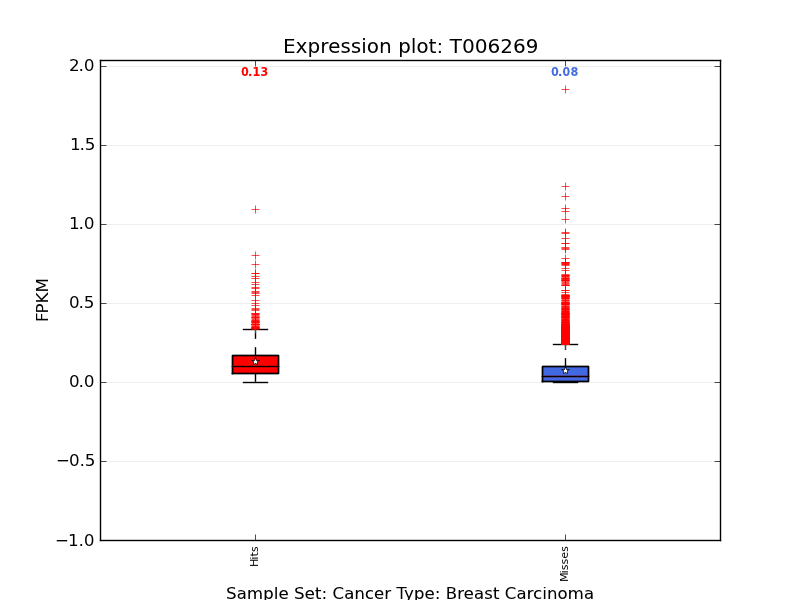 Expression plot: T006269
0.13
0.08
2.0
1.5
1.0
0.5
0.0
−0.5
−1.0
FPKM
Hits
Misses
Sample Set: Cancer Type: Breast Carcinoma